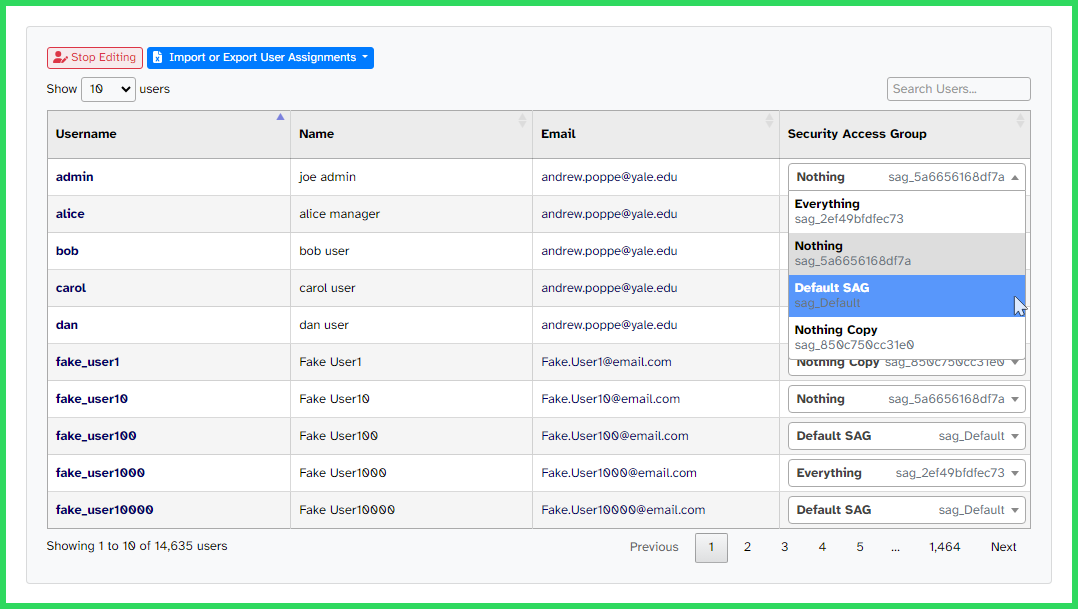 Stop Editing Import or Export User Assignments
Show 10 users Search Users...
Username Name Email Security Access Group
admin joe admin andrew.poppe@yale.edu Nothing sag_5a6656168df7a
alice alice manager andrew.poppe@yale.edu Everything
sag_2ef49bfdfec73
bob bob user andrew.poppe@yale.edu Nothing
sag_5a6656168df7a
carol carol user andrew.poppe@yale.edu Default SAG
sag_Default
dan dan user andrew.poppe@yale.edu Nothing Copy
sag_850c750cc31e0
fake_user1 Fake User1 Fake.User1@email.com Nothing Copy sag_850c750cc31e0
fake_user10 Fake User10 Fake.User10@email.com Nothing sag_5a6656168df7a
fake_user100 Fake User100 Fake.User100@email.com Default SAG sag_Default
fake_user1000 Fake User1000 Fake.User1000@email.com Everything sag_2ef49bfdfec73
fake_user10000 Fake User10000 Fake.User10000@email.com Default SAG sag_Default
Showing 1 to 10 of 14,635 users Previous 1 2 3 4 5 ... 1,464 Next